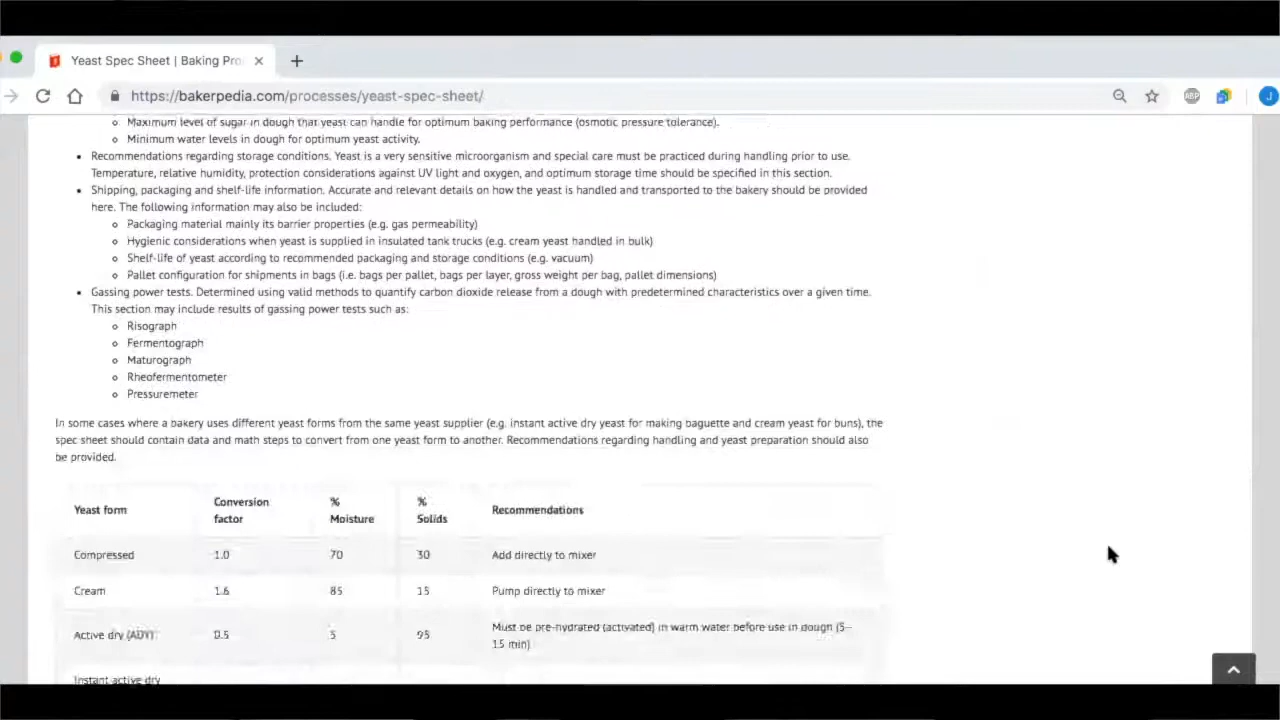 Yeast Spec Sheet | Baking Pro
https://bakerpedia.com/processes/yeast-spec-sheet/
ABP
J
Maximum level of sugar in dough that yeast can handle for optimum baking performance (osmotic pressure tolerance).
Minimum water levels in dough for optimum yeast activity.
Recommendations regarding storage conditions. Yeast is a very sensitive microorganism and special care must be practiced during handling prior to use.
Temperature, relative humidity, protection considerations against UV light and oxygen, and optimum storage time should be specified in this section.
Shipping, packaging and shelf-life information. Accurate and relevant details on how the yeast is handled and transported to the bakery should be provided
here. The following information may also be included:
Packaging material mainly its barrier properties (e.g. gas permeability)
Hygienic considerations when yeast is supplied in insulated tank trucks (e.g. cream yeast handled in bulk)
Shelf-life of yeast according to recommended packaging and storage conditions (e.g. vacuum)
Pallet configuration for shipments in bags (i.e. bags per pallet, bags per layer, gross weight per bag, pallet dimensions)
Gassing power tests. Determined using valid methods to quantify carbon dioxide release from a dough with predetermined characteristics over a given time.
This section may include results of gassing power tests such as:
Risograph
Fermentograph
Maturograph
Rheofermentometer
Pressuremeter
In some cases where a bakery uses different yeast forms from the same yeast supplier (e.g. instant active dry yeast for making baguette and cream yeast for buns), the
spec sheet should contain data and math steps to convert from one yeast form to another. Recommendations regarding handling and yeast preparation should also
be provided.
Yeast form Conversion factor % Moisture % Solids Recommendations
Compressed 1.0 70 30 Add directly to mixer
Cream 1.6 85 15 Pump directly to mixer
Active dry (ADY) 0.5 5 95 Must be pre-hydrated (activated) in warm water before use in dough (5–
15 min)
Instant active dry